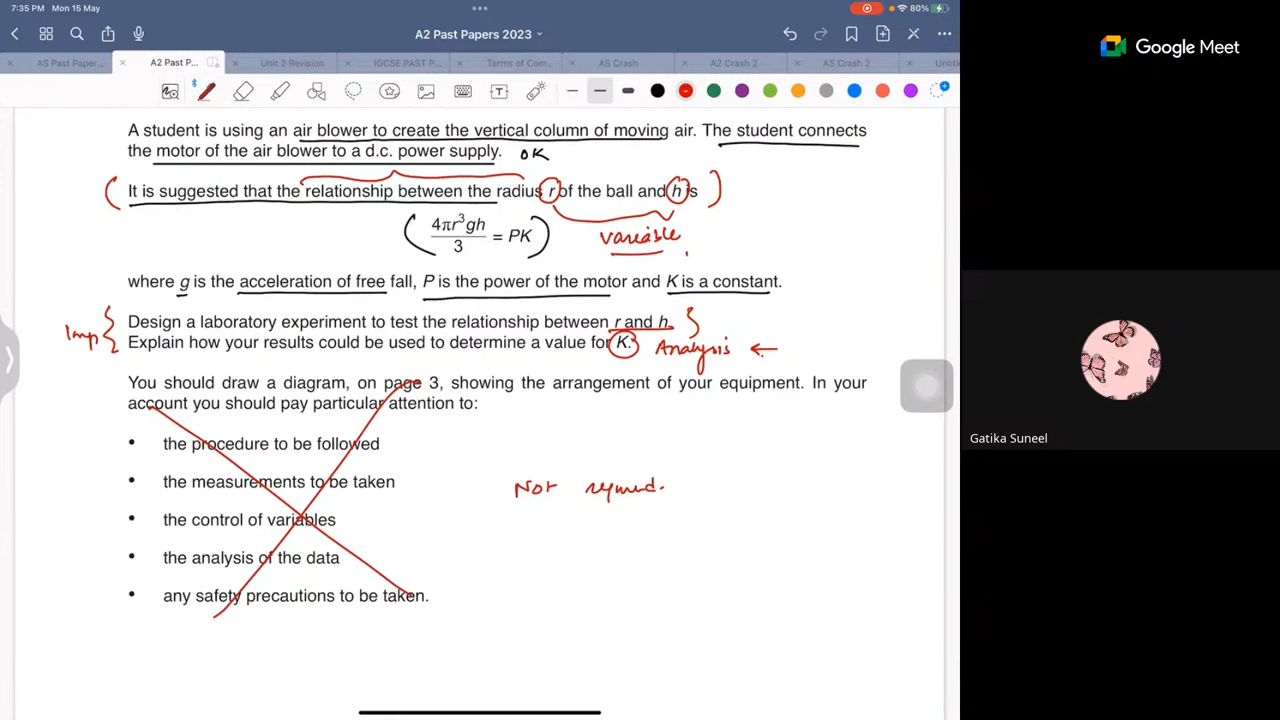 7:35 PM Mon 15 May
80%
A2 Past Papers 2023
AS Past Paper...
A2 Past P...
Unit 2 Revision
IGCSE PAST P...
Terms of Com...
AS Crash
A2 Crash 2
AS Crash 2
Untitl
Google Meet
A student is using an air blower to create the vertical column of moving air. The student connects
the motor of the air blower to a d.c. power supply. OK
It is suggested that the relationship between the radius r of the ball and h is
4πr³gh / 3 = PK
variable
where g is the acceleration of free fall, P is the power of the motor and K is a constant.
Imp
Design a laboratory experiment to test the relationship between r and h.
Explain how your results could be used to determine a value for K. Analysis ←
You should draw a diagram, on page 3, showing the arrangement of your equipment. In your
account you should pay particular attention to:
• the procedure to be followed
• the measurements to be taken
Not required.
• the control of variables
• the analysis of the data
• any safety precautions to be taken.
Gatika Suneel